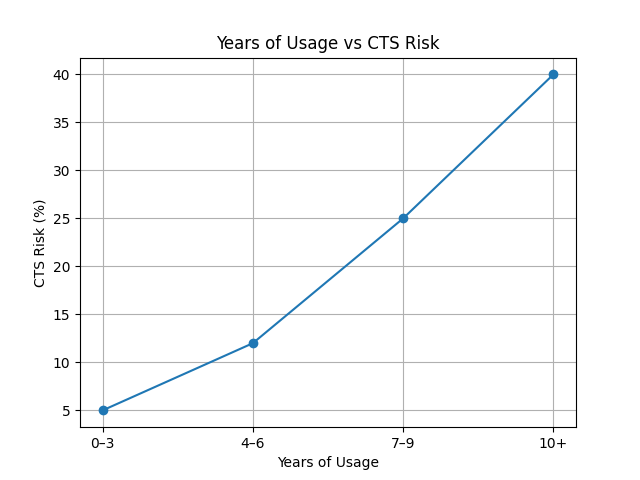 Years of Usage vs CTS Risk
40
35
30
25
20
15
10
5
CTS Risk (%)
0–3 4–6 7–9 10+
Years of Usage